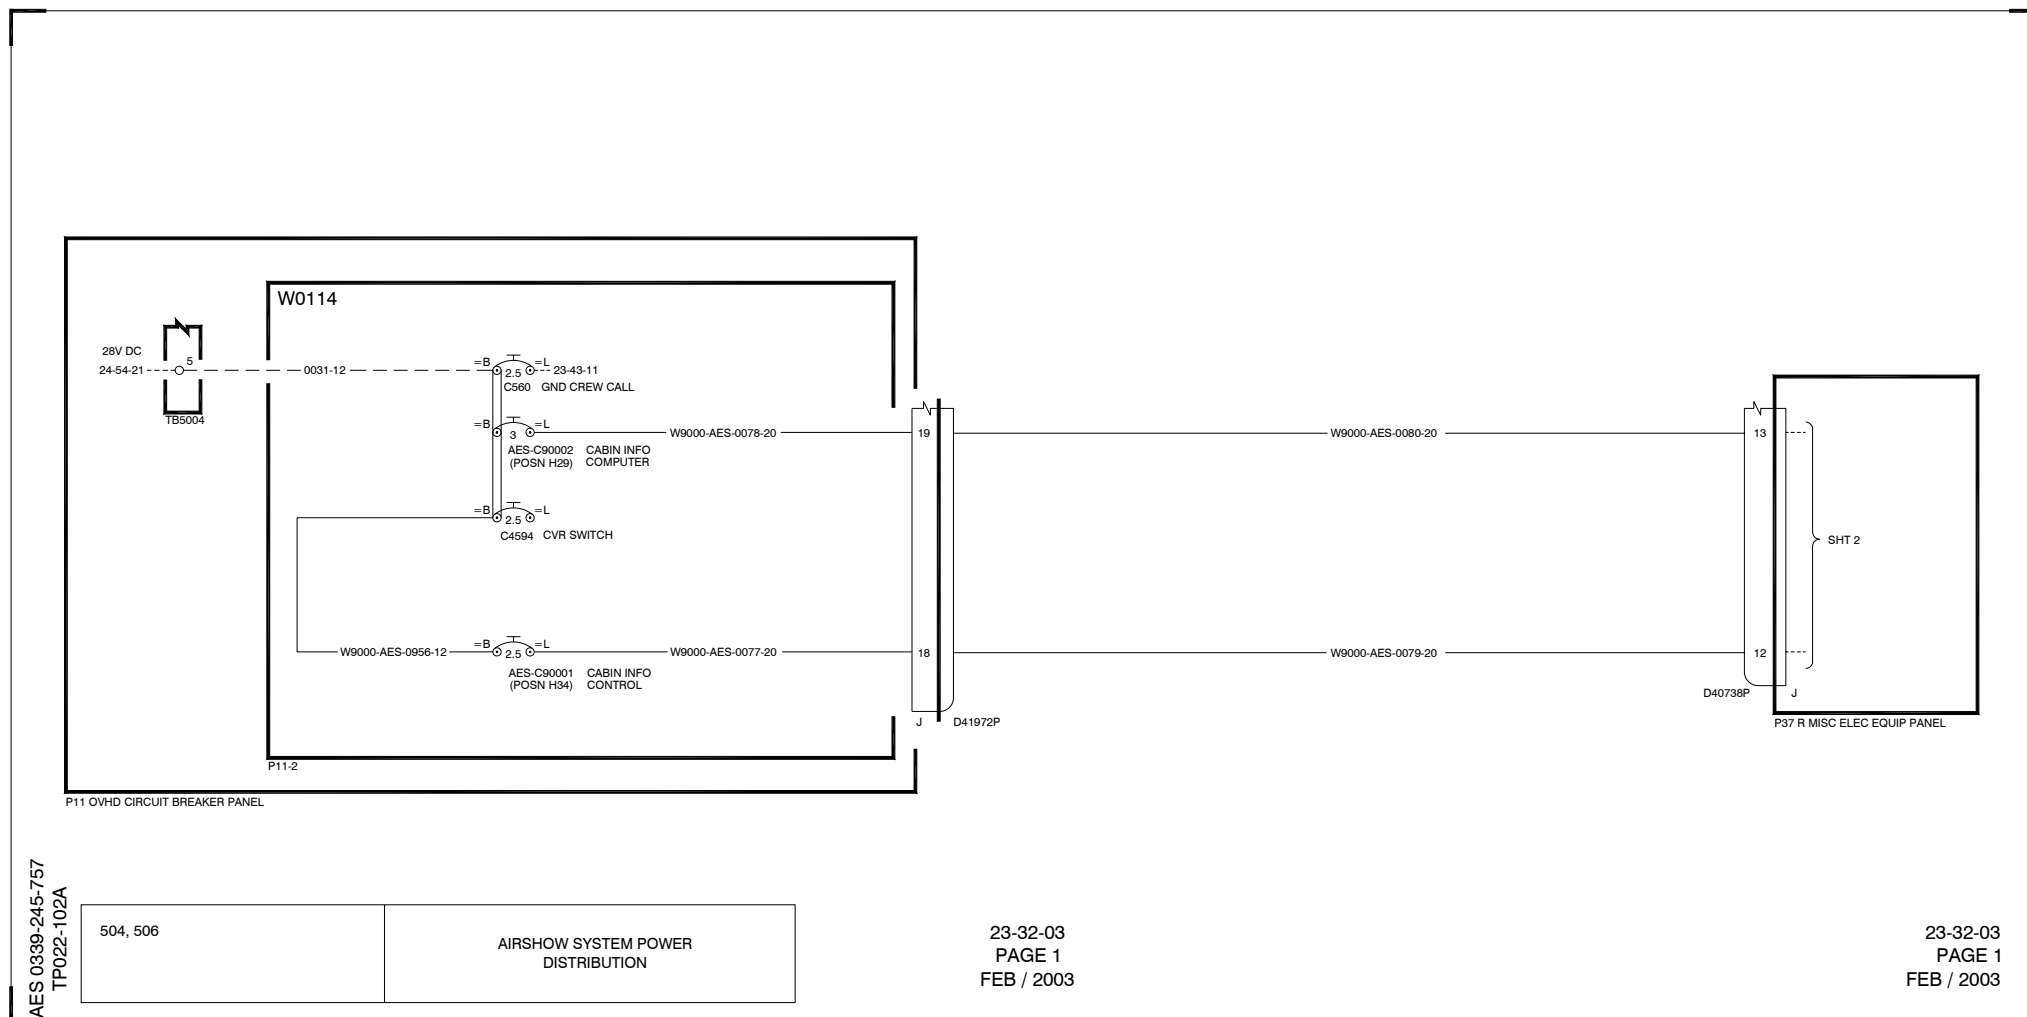 W0114
28V DC
24-54-21
5
TB5004
0031-12
=B
2.5
=L
23-43-11
C560 GND CREW CALL
=B
3
=L
W9000-AES-0078-20
19
W9000-AES-0080-20
13
AES-C90002 CABIN INFO
(POSN H29) COMPUTER
=B
2.5
=L
C4594 CVR SWITCH
SHT 2
W9000-AES-0956-12
=B
2.5
=L
W9000-AES-0077-20
18
W9000-AES-0079-20
12
AES-C90001 CABIN INFO
(POSN H34) CONTROL
J
D41972P
D40738P
J
P37 R MISC ELEC EQUIP PANEL
P11-2
P11 OVHD CIRCUIT BREAKER PANEL
AES 0339-245-757
TP022-102A
504, 506
AIRSHOW SYSTEM POWER
DISTRIBUTION
23-32-03
PAGE 1
FEB / 2003
23-32-03
PAGE 1
FEB / 2003